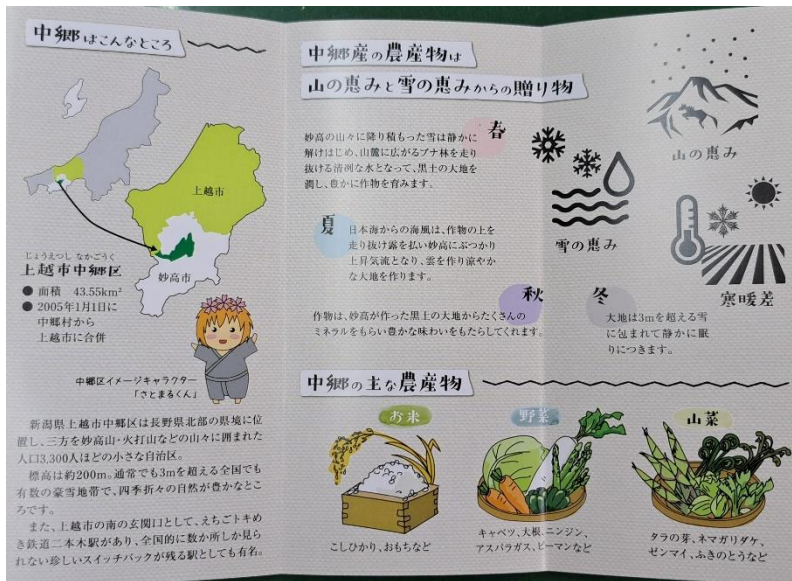 中郷はこんなところ
上越市
妙高市
じょうえつし なかごうく
上越市中郷区
● 面積 43.55km²
● 2005年1月1日に
中郷村から
上越市に合併
中郷区イメージキャラクター
「さとまるくん」
新潟県上越市中郷区は長野県北部の県境に位
置し、三方を妙高山・火打山などの山々に囲まれた
人口3,300人ほどの小さな自治区。
標高は約200m。通常でも3mを超える全国でも
有数の豪雪地帯で、四季折々の自然が豊かなとこ
ろです。
また、上越市の南の玄関口として、えちごトキめ
き鉄道二本木駅があり、全国的に数か所しか見ら
れない珍しいスイッチバックが残る駅としても有名。
中郷産の農産物は
山の恵みと雪の恵みからの贈り物
春
妙高の山々に降り積もった雪は静かに
解けはじめ、山麓に広がるブナ林を走り
抜ける清冽な水となって、黒土の大地を
潤し、豊かに作物を育みます。
夏
日本海からの海風は、作物の上を
走り抜け露を払い妙高にぶつかり
上昇気流となり、雲を作り涼やか
な大地を作ります。
秋
作物は、妙高が作った黒土の大地からたくさんの
ミネラルをもらい豊かな味わいをもたらしてくれます。
冬
大地は3mを超える雪
に包まれて静かに眠
りにつきます。
山の恵み
雪の恵み
寒暖差
中郷の主な農産物
お米
こしひかり、おもちなど
野菜
キャベツ、大根、ニンジン、
アスパラガス、ピーマンなど
山菜
タラの芽、ネマガリダケ、
ゼンマイ、ふきのとうなど